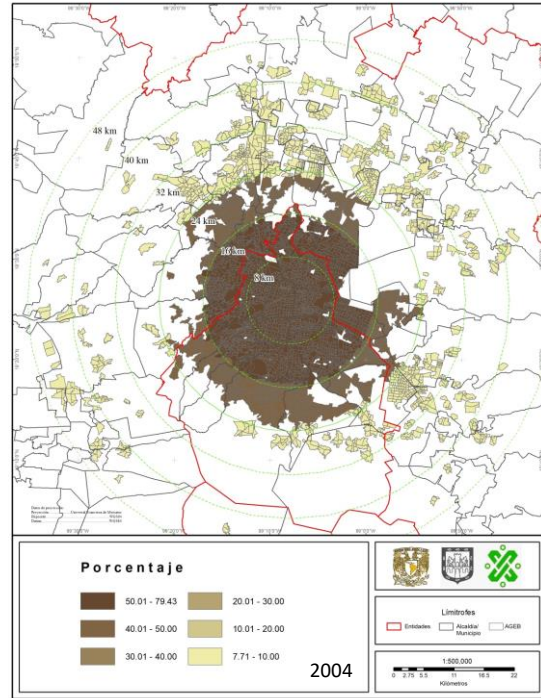 48 km
40 km
32 km
24 km
16 km
8 km
Porcentaje
50.01 - 79.43
40.01 - 50.00
30.01 - 40.00
20.01 - 30.00
10.01 - 20.00
7.71 - 10.00
2004
Límitrofes
Entidades
Alcaldía/
Municipio
AGEB
1:500,000
0 2.75 5.5 11 16.5 22
Kilómetros